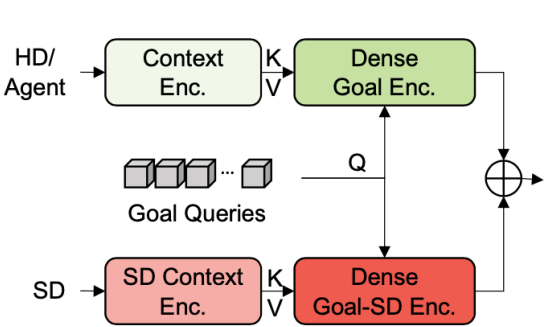 HD/
Agent
Context
Enc.
K
V
Dense
Goal Enc.
...
Q
Goal Queries
SD
SD Context
Enc.
K
V
Dense
Goal-SD Enc.